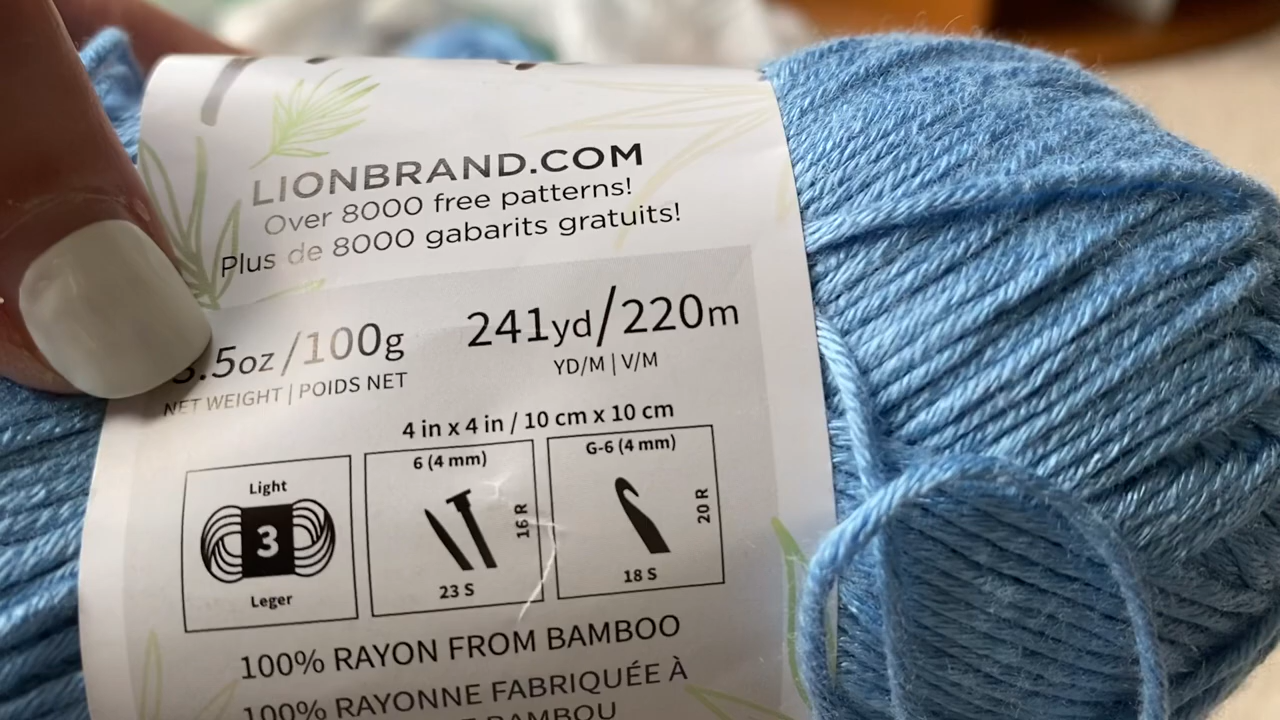 LIONBRAND.COM
Over 8000 free patterns!
Plus de 8000 gabarits gratuits!
3.5oz/100g
NET WEIGHT | POIDS NET
241yd/220m
YD/M | V/M
4 in x 4 in / 10 cm x 10 cm
Light
3
Leger
6 (4 mm)
16 R
23 S
G-6 (4 mm)
20 R
18 S
100% RAYON FROM BAMBOO
100% RAYONNE FABRIQUÉE À
BAMBOU